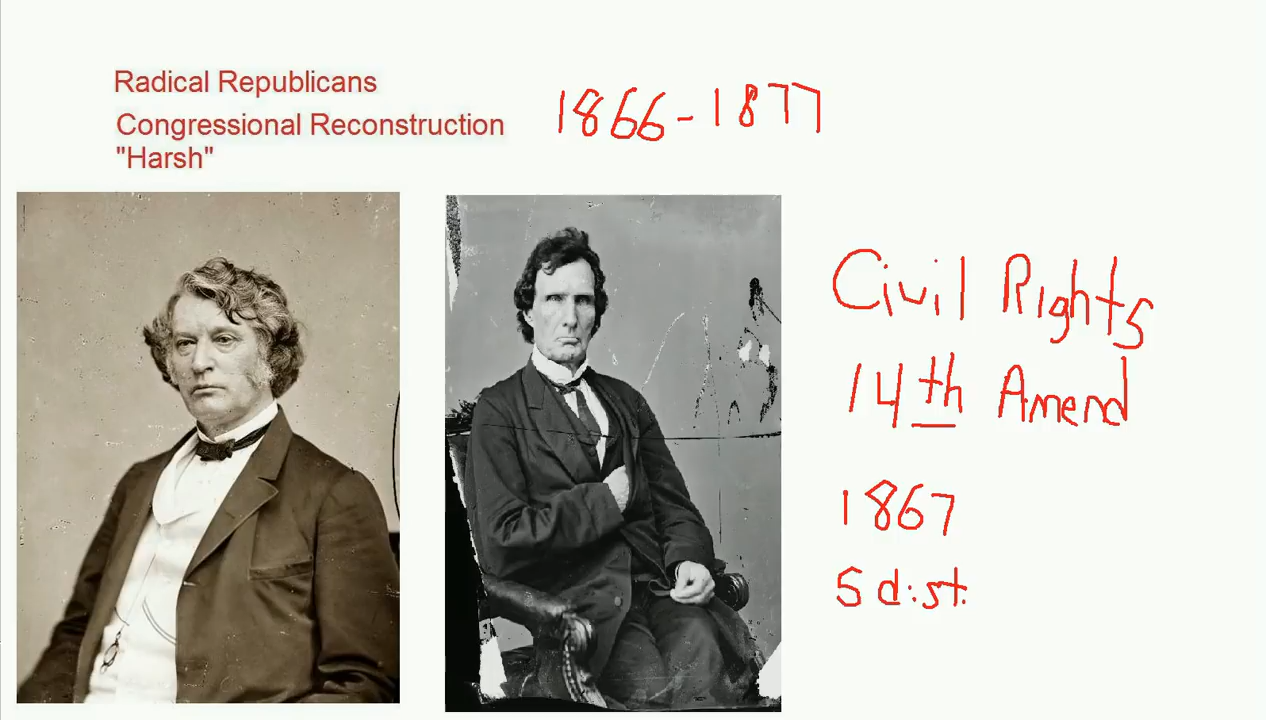 Radical Republicans
Congressional Reconstruction
"Harsh"
1866-1877
Civil Rights
14th Amend
1867
5 dist.